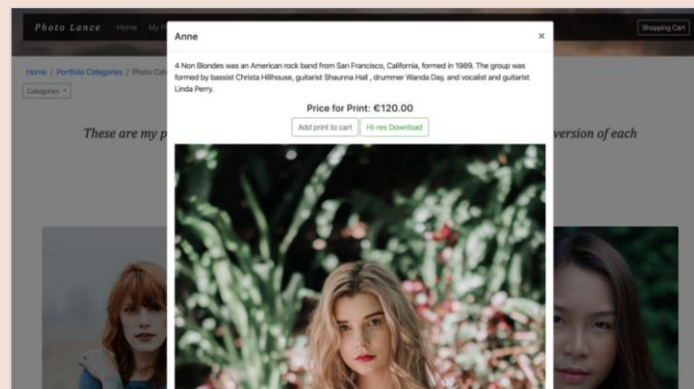 Photo Lance Home My P Shopping Cart
Anne ×
4 Non Blondes was an American rock band from San Francisco, California, formed in 1989. The group was
formed by bassist Christa Hillhouse, guitarist Shaunna Hall , drummer Wanda Day, and vocalist and guitarist
Linda Perry.
Home / Portfolio Categories / Photo Cat
Categories
Price for Print: €120.00
Add print to cart Hi-res Download
These are my p version of each